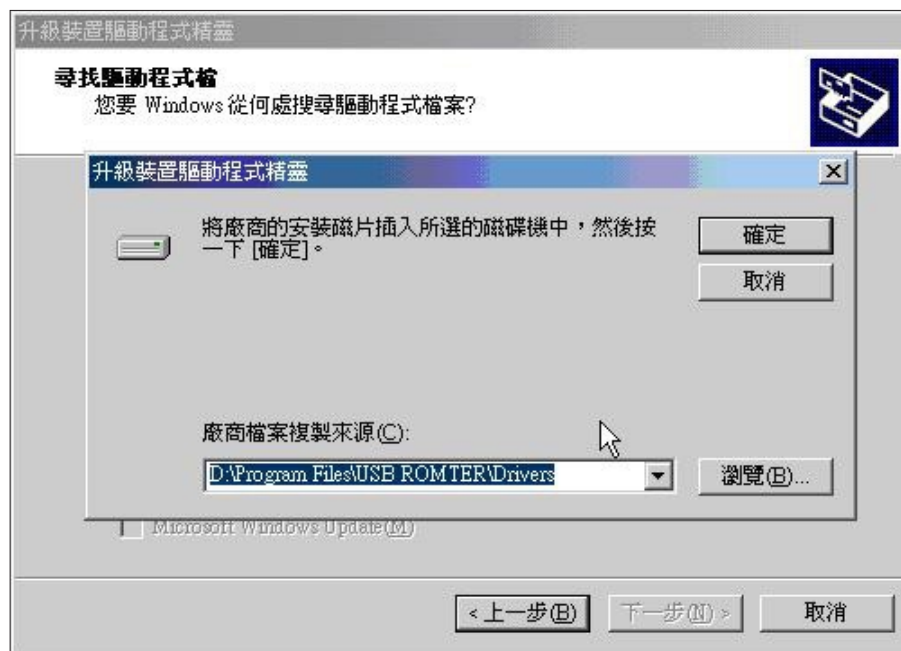 升級裝置驅動程式精靈
尋找驅動程式檔
您要 Windows 從何處搜尋驅動程式檔案?
升級裝置驅動程式精靈
將廠商的安裝磁片插入所選的磁碟機中，然後按
一下 [確定]。
確定
取消
廠商檔案複製來源(C):
D:\Program Files\USB ROMTER\Drivers
瀏覽(B)...
Microsoft Windows Update(M)
< 上一步(B)
下一步(N) >
取消